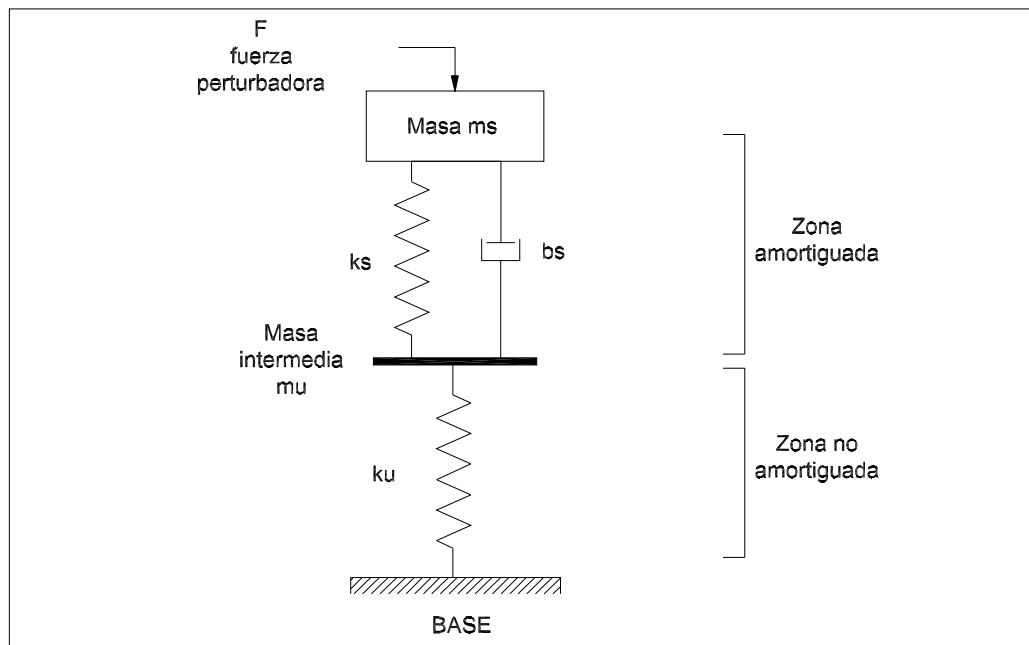 F
fuerza
perturbadora
Masa ms
ks
bs
Zona
amortiguada
Masa
intermedia
mu
ku
Zona no
amortiguada
BASE